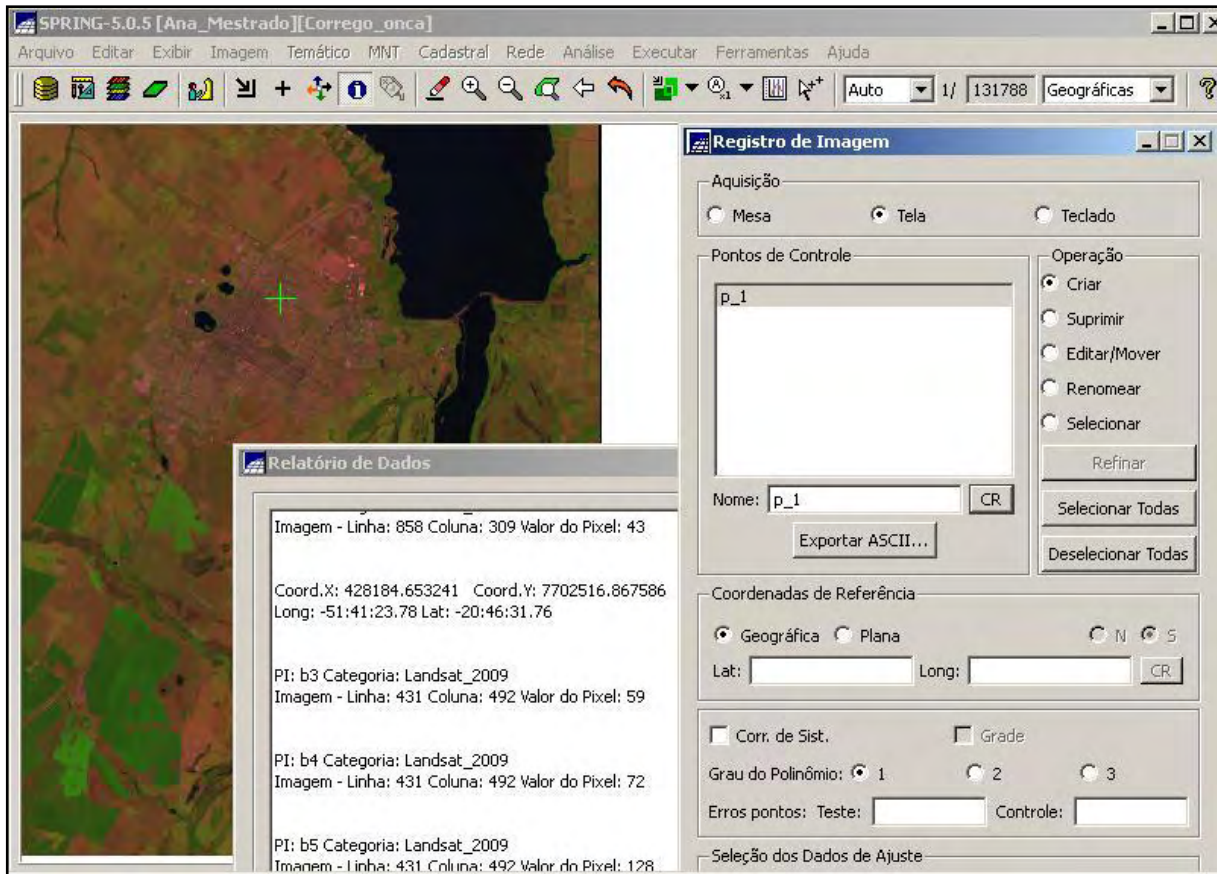 SPRING-5.0.5 [Ana_Mestrado][Corrego_onca]
Arquivo Editar Exibir Imagem Temático MNT Cadastral Rede Análise Executar Ferramentas Ajuda
Auto 1/ 131788 Geográficas
Registro de Imagem
Aquisição
Mesa Tela Teclado
Pontos de Controle
p_1
Nome: p_1 CR
Exportar ASCII...
Operação
Criar
Suprimir
Editar/Mover
Renomear
Selecionar
Refinar
Selecionar Todas
Deselecionar Todas
Coordenadas de Referência
Geográfica Plana N S
Lat: Long: CR
Corr. de Sist. Grade
Grau do Polinômio: 1 2 3
Erros pontos: Teste: Controle:
Seleção dos Dados de Ajuste
Relatório de Dados
Imagem - Linha: 858 Coluna: 309 Valor do Pixel: 43
Coord.X: 428184.653241 Coord.Y: 7702516.867586
Long: -51:41:23.78 Lat: -20:46:31.76
PI: b3 Categoria: Landsat_2009
Imagem - Linha: 431 Coluna: 492 Valor do Pixel: 59
PI: b4 Categoria: Landsat_2009
Imagem - Linha: 431 Coluna: 492 Valor do Pixel: 72
PI: b5 Categoria: Landsat_2009
Imagem - Linha: 431 Coluna: 492 Valor do Pixel: 128